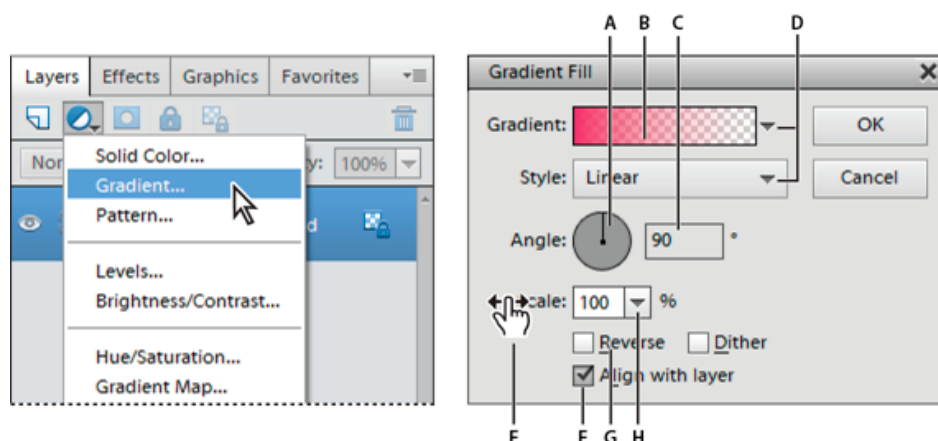 A B C D
Layers Effects Graphics Favorites
Nor y: 100%
Solid Color...
Gradient...
Pattern...
d
Levels...
Brightness/Contrast...
Hue/Saturation...
Gradient Map...
Gradient Fill
Gradient: OK
Style: Linear Cancel
Angle: 90 °
cale: 100 %
Reverse Dither
Align with layer
F G H